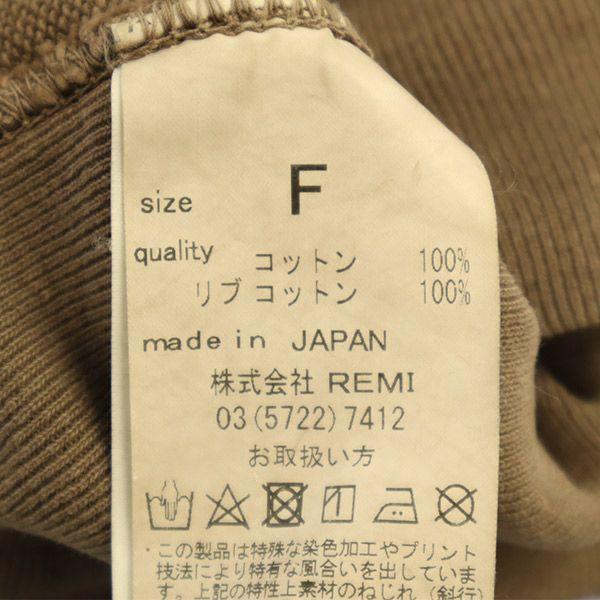 size F
quality コットン 100%
リブコットン 100%
made in JAPAN
株式会社 REMI
03(5722)7412
お取扱い方
この製品は特殊な染色加工やプリント
技法により特有な風合いを出していま
す。上記の特性上素材のねじれ(斜行)